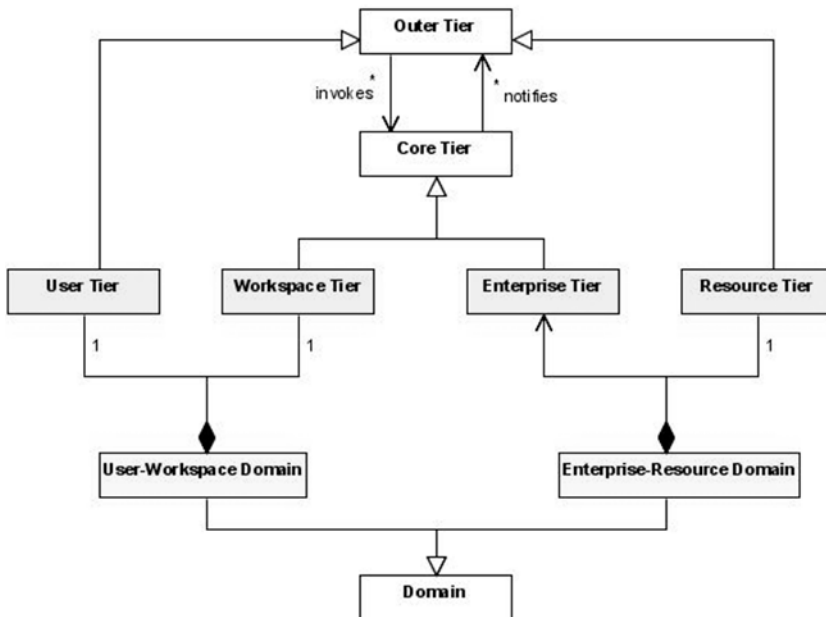 Outer Tier
*
*
invokes
notifies
Core Tier
User Tier
Workspace Tier
Enterprise Tier
Resource Tier
1
1
1
User-Workspace Domain
Enterprise-Resource Domain
Domain